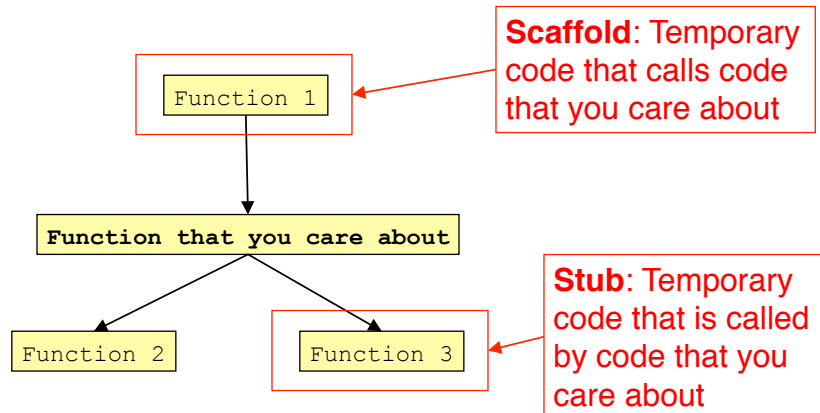 Scaffold: Temporary
code that calls code
that you care about
Function 1
Function that you care about
Stub: Temporary
code that is called
by code that you
care about
Function 2
Function 3